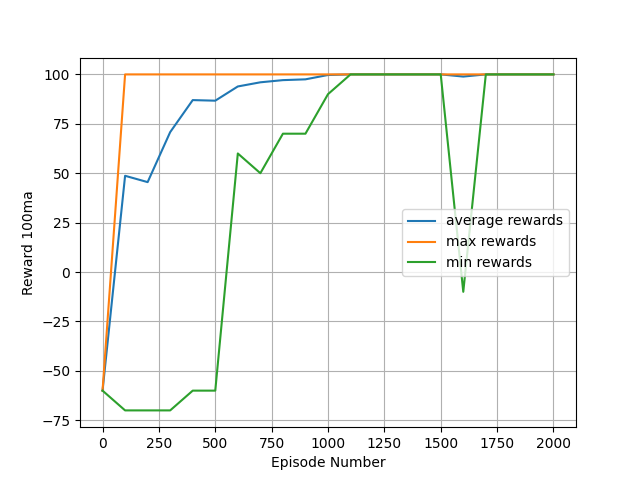 100
75
50
25
0
−25
−50
−75
Reward 100ma
average rewards
max rewards
min rewards
0 250 500 750 1000 1250 1500 1750 2000
Episode Number